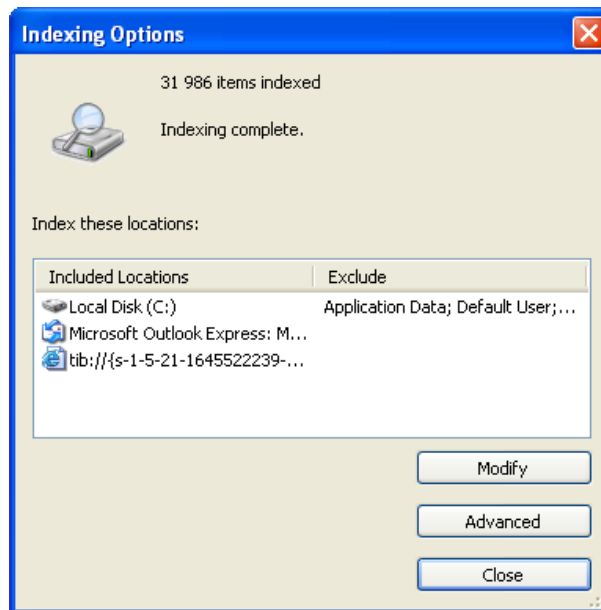 Indexing Options
31 986 items indexed
Indexing complete.
Index these locations:
Included Locations Exclude
Local Disk (C:) Application Data; Default User;...
Microsoft Outlook Express: M...
tib://{s-1-5-21-1645522239-...
Modify
Advanced
Close